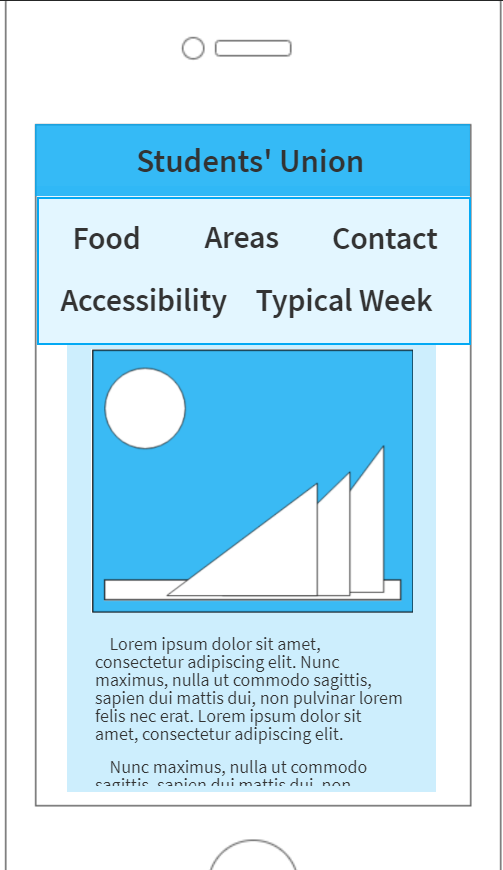 Students' Union
Food Areas Contact
Accessibility Typical Week
Lorem ipsum dolor sit amet,
consectetur adipiscing elit. Nunc
maximus, nulla ut commodo sagittis,
sapien dui mattis dui, non pulvinar lorem
felis nec erat. Lorem ipsum dolor sit
amet, consectetur adipiscing elit.
Nunc maximus, nulla ut commodo
sagittis, sapien dui mattis dui, non